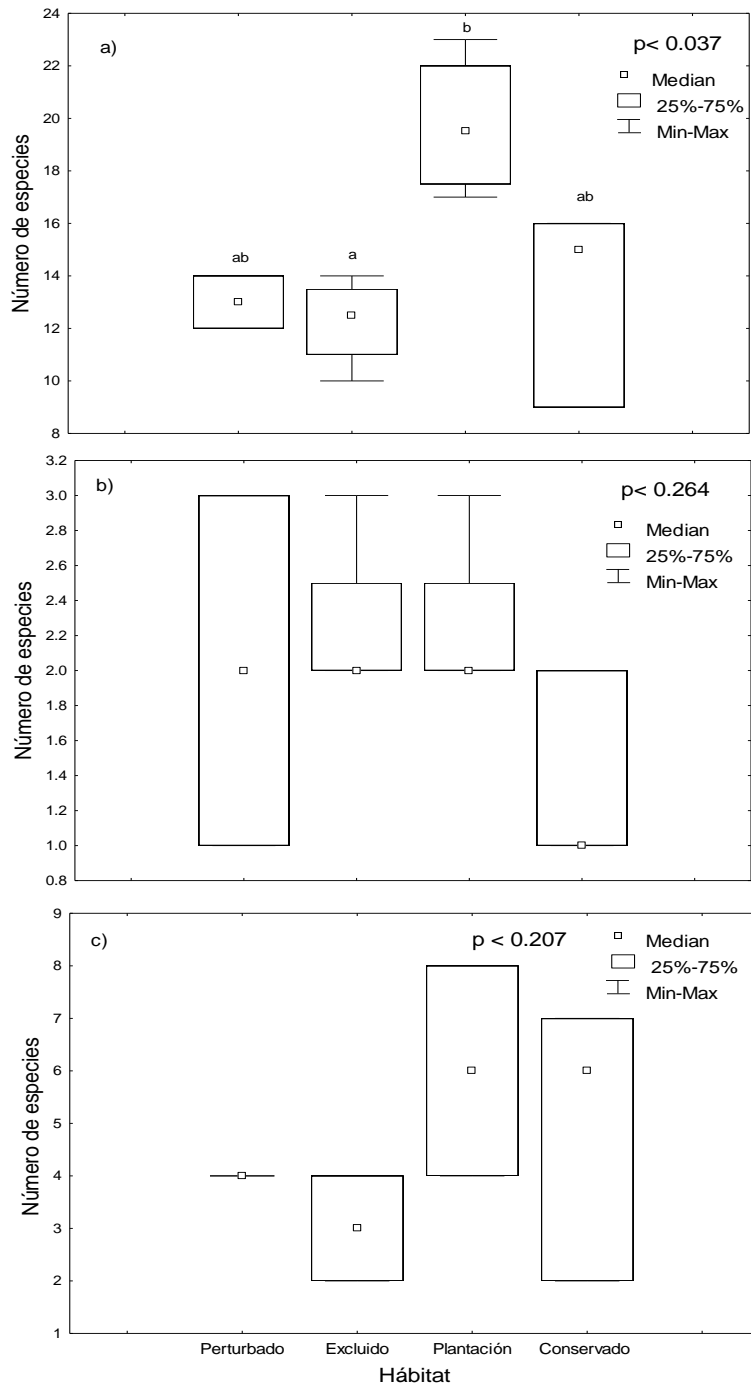 24
22
20
18
16
14
12
10
8
Número de especies
a)
ab
a
b
ab
p< 0.037
Median
25%-75%
Min-Max
3.2
3.0
2.8
2.6
2.4
2.2
2.0
1.8
1.6
1.4
1.2
1.0
0.8
Número de especies
b)
p< 0.264
Median
25%-75%
Min-Max
9
8
7
6
5
4
3
2
1
Número de especies
c)
p < 0.207
Median
25%-75%
Min-Max
Perturbado Excluido Plantación Conservado
Hábitat